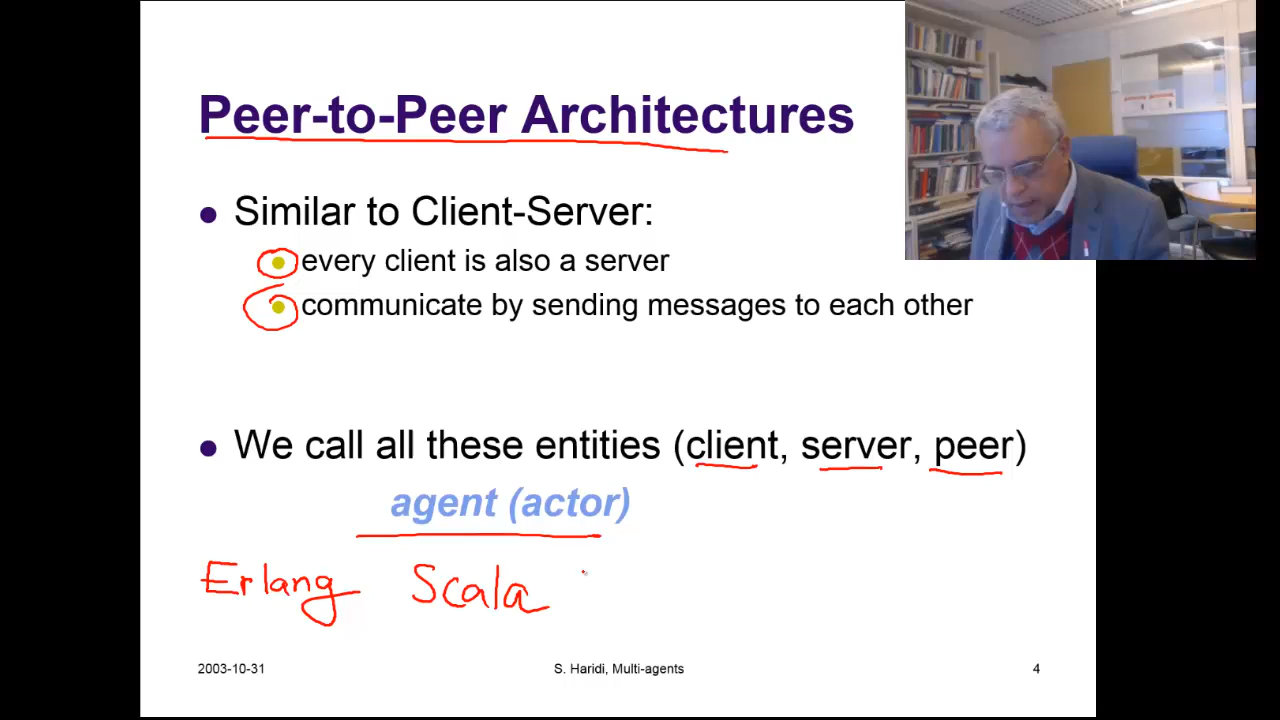 Peer-to-Peer Architectures
Similar to Client-Server:
every client is also a server
communicate by sending messages to each other
We call all these entities (client, server, peer)
agent (actor)
Erlang Scala
2003-10-31 S. Haridi, Multi-agents 4